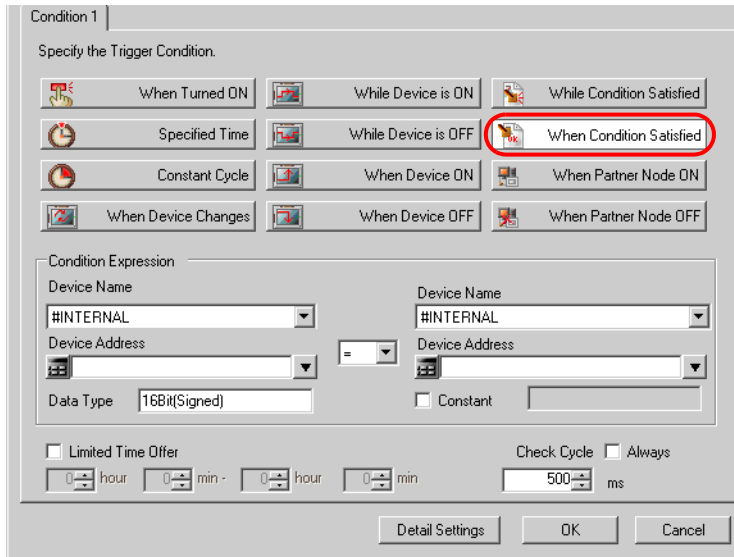 Condition 1
Specify the Trigger Condition.
When Turned ON While Device is ON While Condition Satisfied
Specified Time While Device is OFF When Condition Satisfied
Constant Cycle When Device ON When Partner Node ON
When Device Changes When Device OFF When Partner Node OFF
Condition Expression
Device Name Device Name
#INTERNAL #INTERNAL
Device Address = Device Address
Data Type 16Bit(Signed) Constant
Limited Time Offer Check Cycle Always
0 hour 0 min - 0 hour 0 min 500 ms
Detail Settings OK Cancel